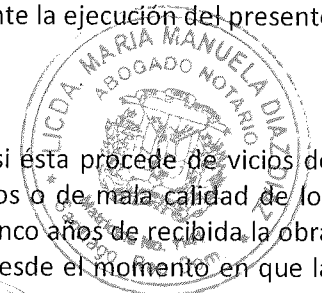 nte la ejecución del presente
LICDA. MARIA MANUELA DIAZ
ABOGADO NOTARIO
si ésta procede de vicios de
os o de mala calidad de lo
nco años de recibida la obra
esde el momento en que la